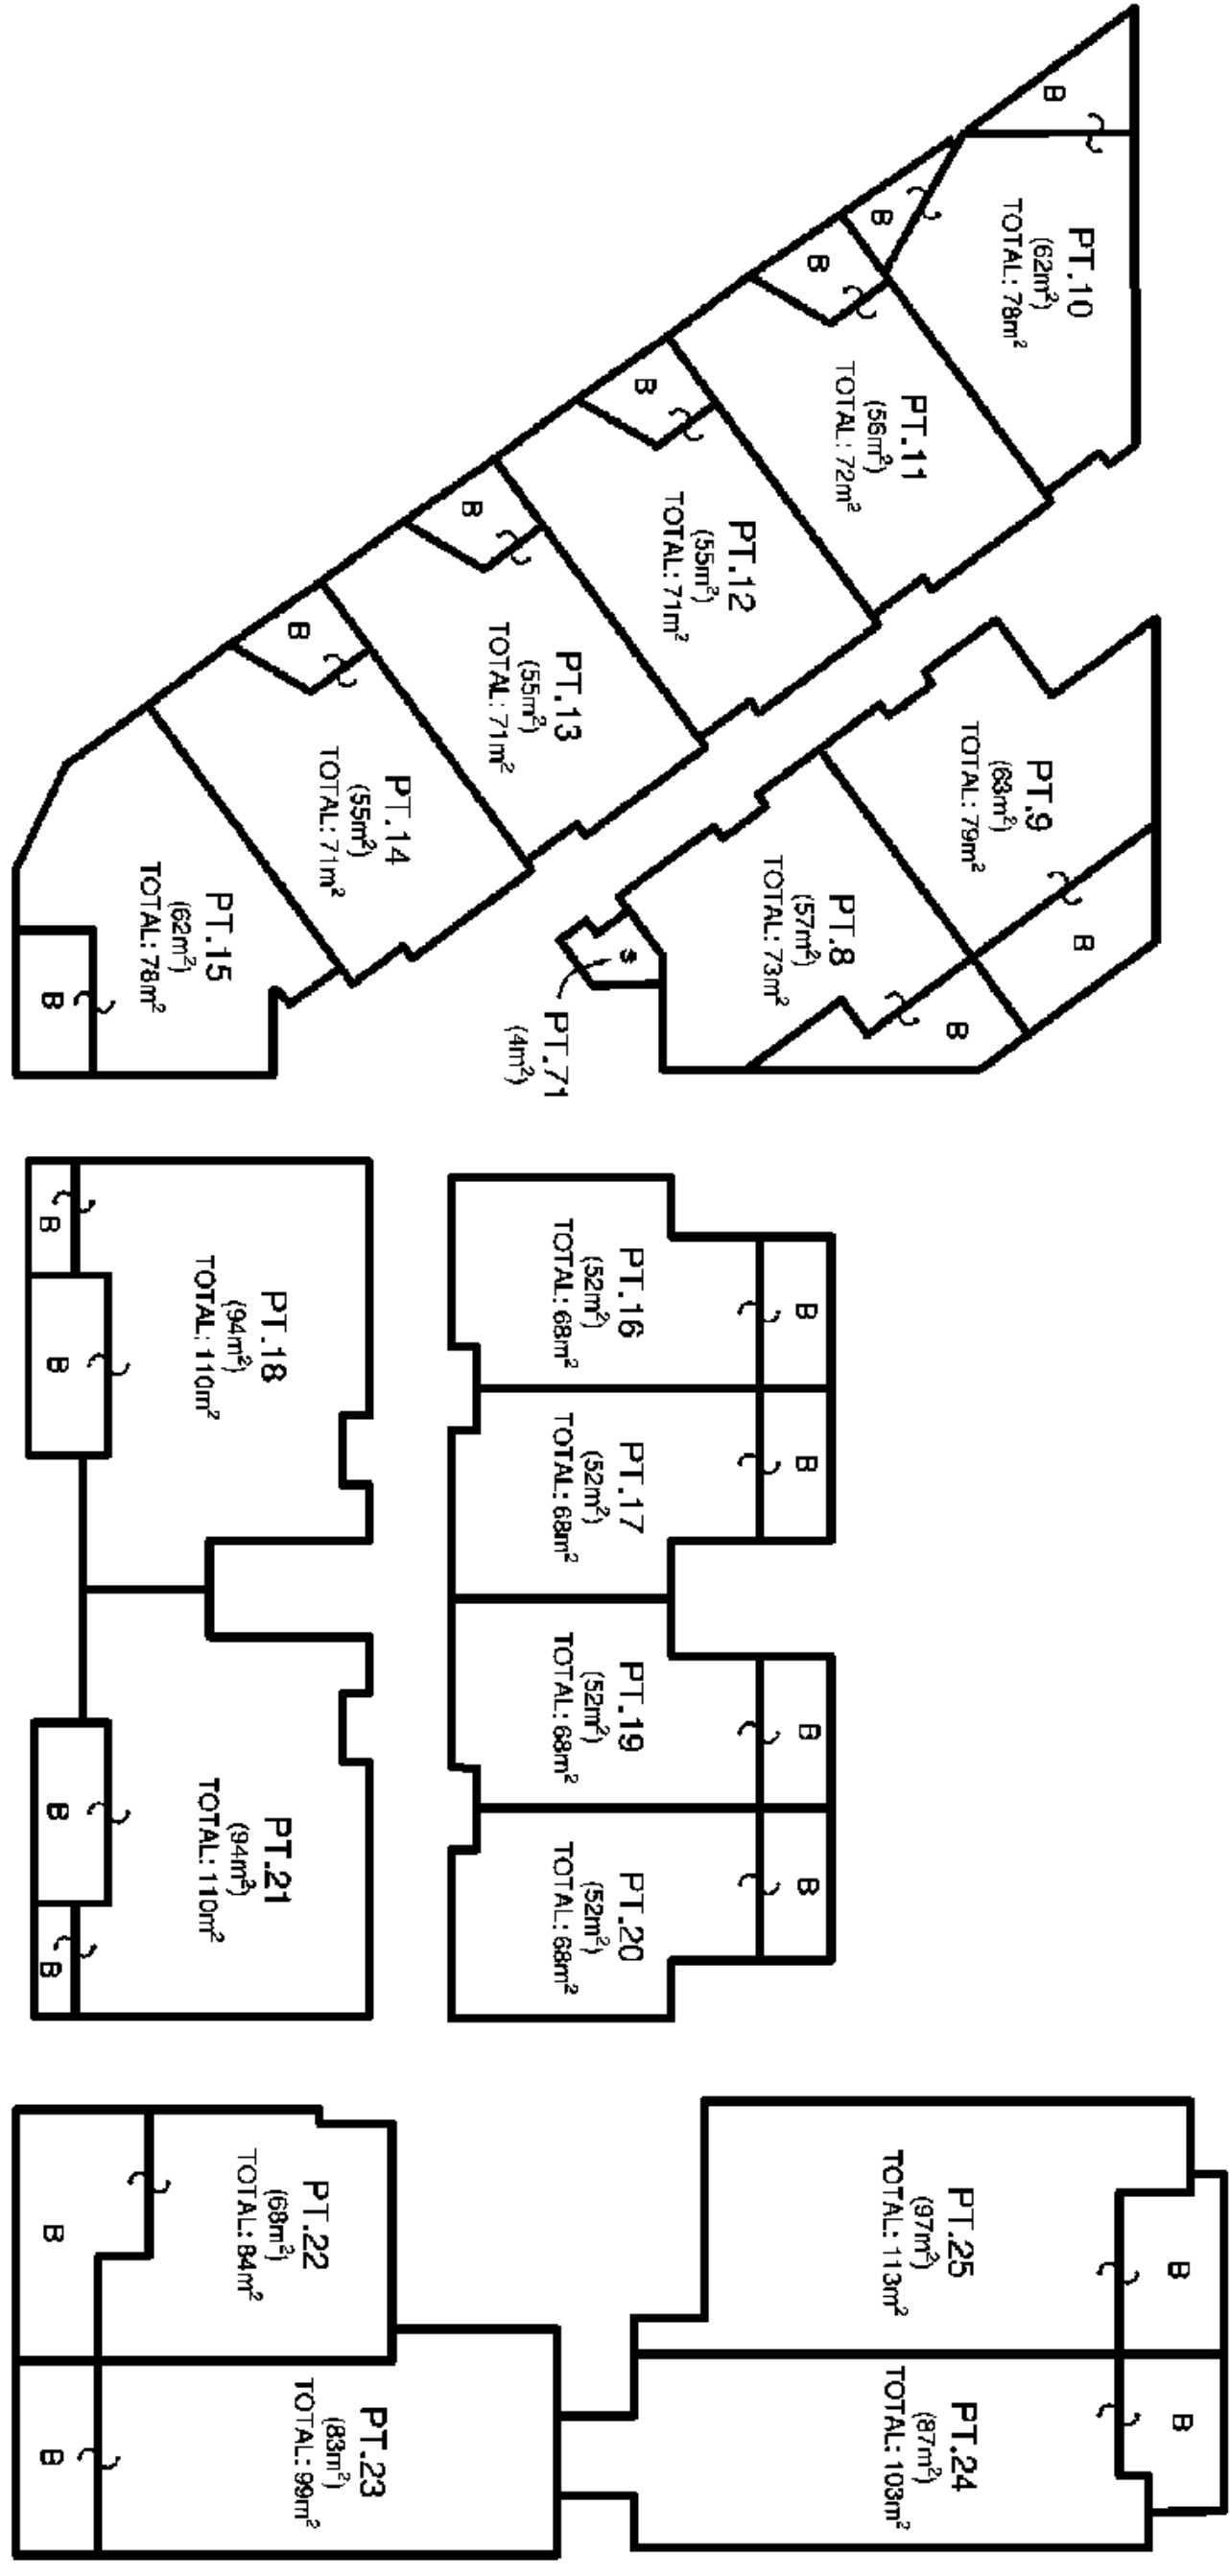 B
PT.10
(62m²)
TOTAL: 78m²
B
B
PT.11
(56m²)
TOTAL: 72m²
B
PT.12
(55m²)
TOTAL: 71m²
B
PT.13
(55m²)
TOTAL: 71m²
B
PT.14
(55m²)
TOTAL: 71m²
PT.15
(62m²)
TOTAL: 78m²
B
PT.9
(63m²)
TOTAL: 79m²
B
PT.8
(57m²)
TOTAL: 73m²
B
PT.71
(4m²)
B
B
PT.18
(94m²)
TOTAL: 110m²
PT.16
(52m²)
TOTAL: 68m²
B
PT.17
(52m²)
TOTAL: 68m²
B
PT.19
(52m²)
TOTAL: 68m²
B
PT.20
(52m²)
TOTAL: 68m²
B
PT.21
(94m²)
TOTAL: 110m²
B
B
PT.22
(68m²)
TOTAL: 84m²
B
PT.23
(83m²)
TOTAL: 99m²
B
PT.25
(97m²)
TOTAL: 113m²
B
PT.24
(87m²)
TOTAL: 103m²
B